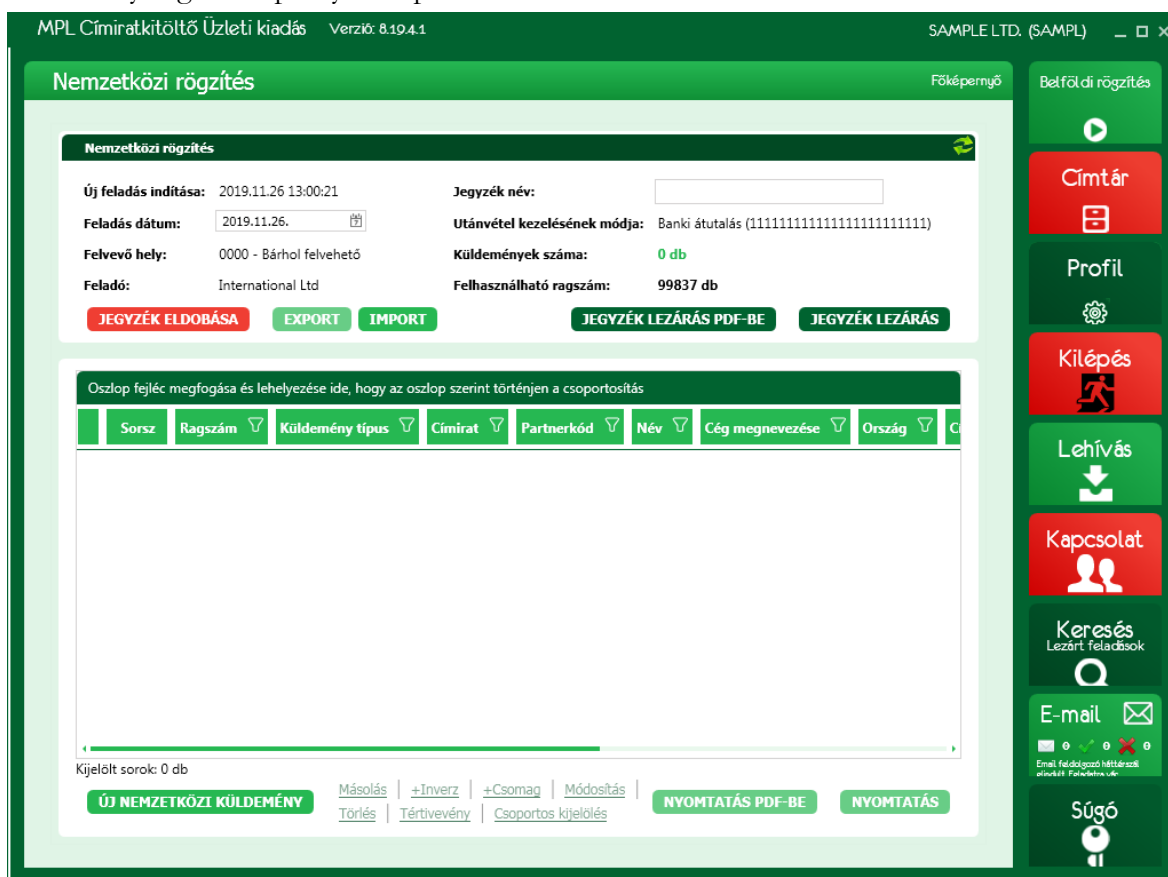 MPL Címiratkitöltő Üzleti kiadás Verzió: 8.19.4.1 SAMPLE LTD. (SAMPL)
Nemzetközi rögzítés Főképernyő
Nemzetközi rögzítés
Új feladás indítása: 2019.11.26 13:00:21 Jegyzék név:
Feladás dátum: 2019.11.26. Utánvétel kezelésének módja: Banki átutalás (111111111111111111111111)
Felvevő hely: 0000 - Bárhol felvehető Küldemények száma: 0 db
Feladó: International Ltd Felhasználható ragszám: 99837 db
JEGYZÉK ELDOBÁSA EXPORT IMPORT JEGYZÉK LEZÁRÁS PDF-BE JEGYZÉK LEZÁRÁS
Oszlop fejléc megfogása és lehelyezése ide, hogy az oszlop szerint történjen a csoportosítás
Sorsz Ragszám Küldemény típus Címirat Partnerkód Név Cég megnevezése Ország
Kijelölt sorok: 0 db
ÚJ NEMZETKÖZI KÜLDEMÉNY
Másolás +Inverz +Csomag Módosítás
Törlés Tértivevény Csoportos kijelölés
NYOMTATÁS PDF-BE NYOMTATÁS
Belföldi rögzítés
Címtár
Profil
Kilépés
Lehívás
Kapcsolat
Keresés
Lezárt feladások
E-mail
0 0 0
Email feldolgozó háttérszál
elindult. Feladatra vár
Súgó